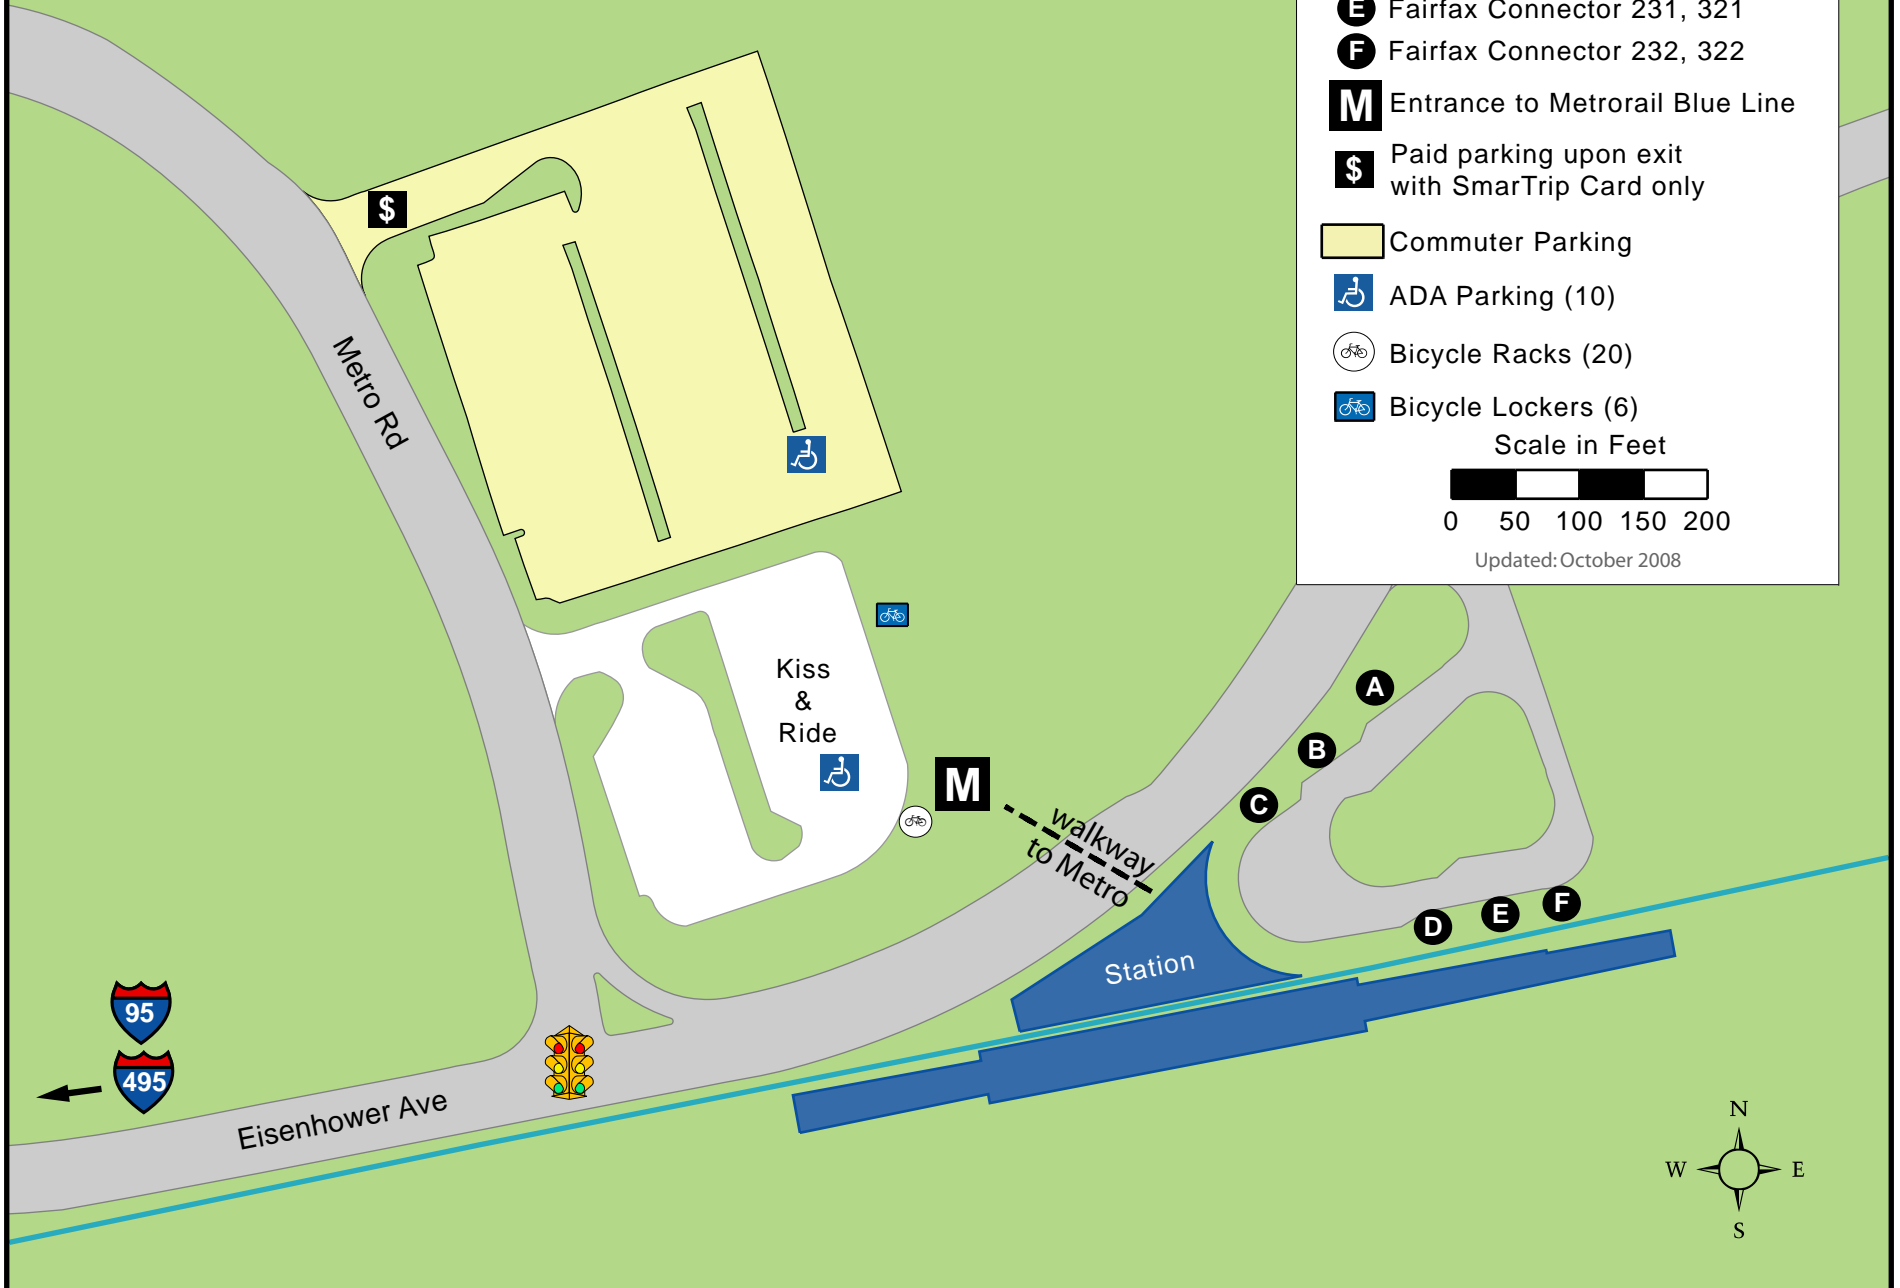 E Fairfax Connector 231, 321
F Fairfax Connector 232, 322
M Entrance to Metrorail Blue Line
$ Paid parking upon exit
with SmarTrip Card only
Commuter Parking
ADA Parking (10)
Bicycle Racks (20)
Bicycle Lockers (6)
Scale in Feet
0 50 100 150 200
Updated: October 2008
$
Metro Rd
Kiss
&
Ride
M
walkway
to Metro
A
B
C
D
E
F
Station
95
495
Eisenhower Ave
N
W E
S